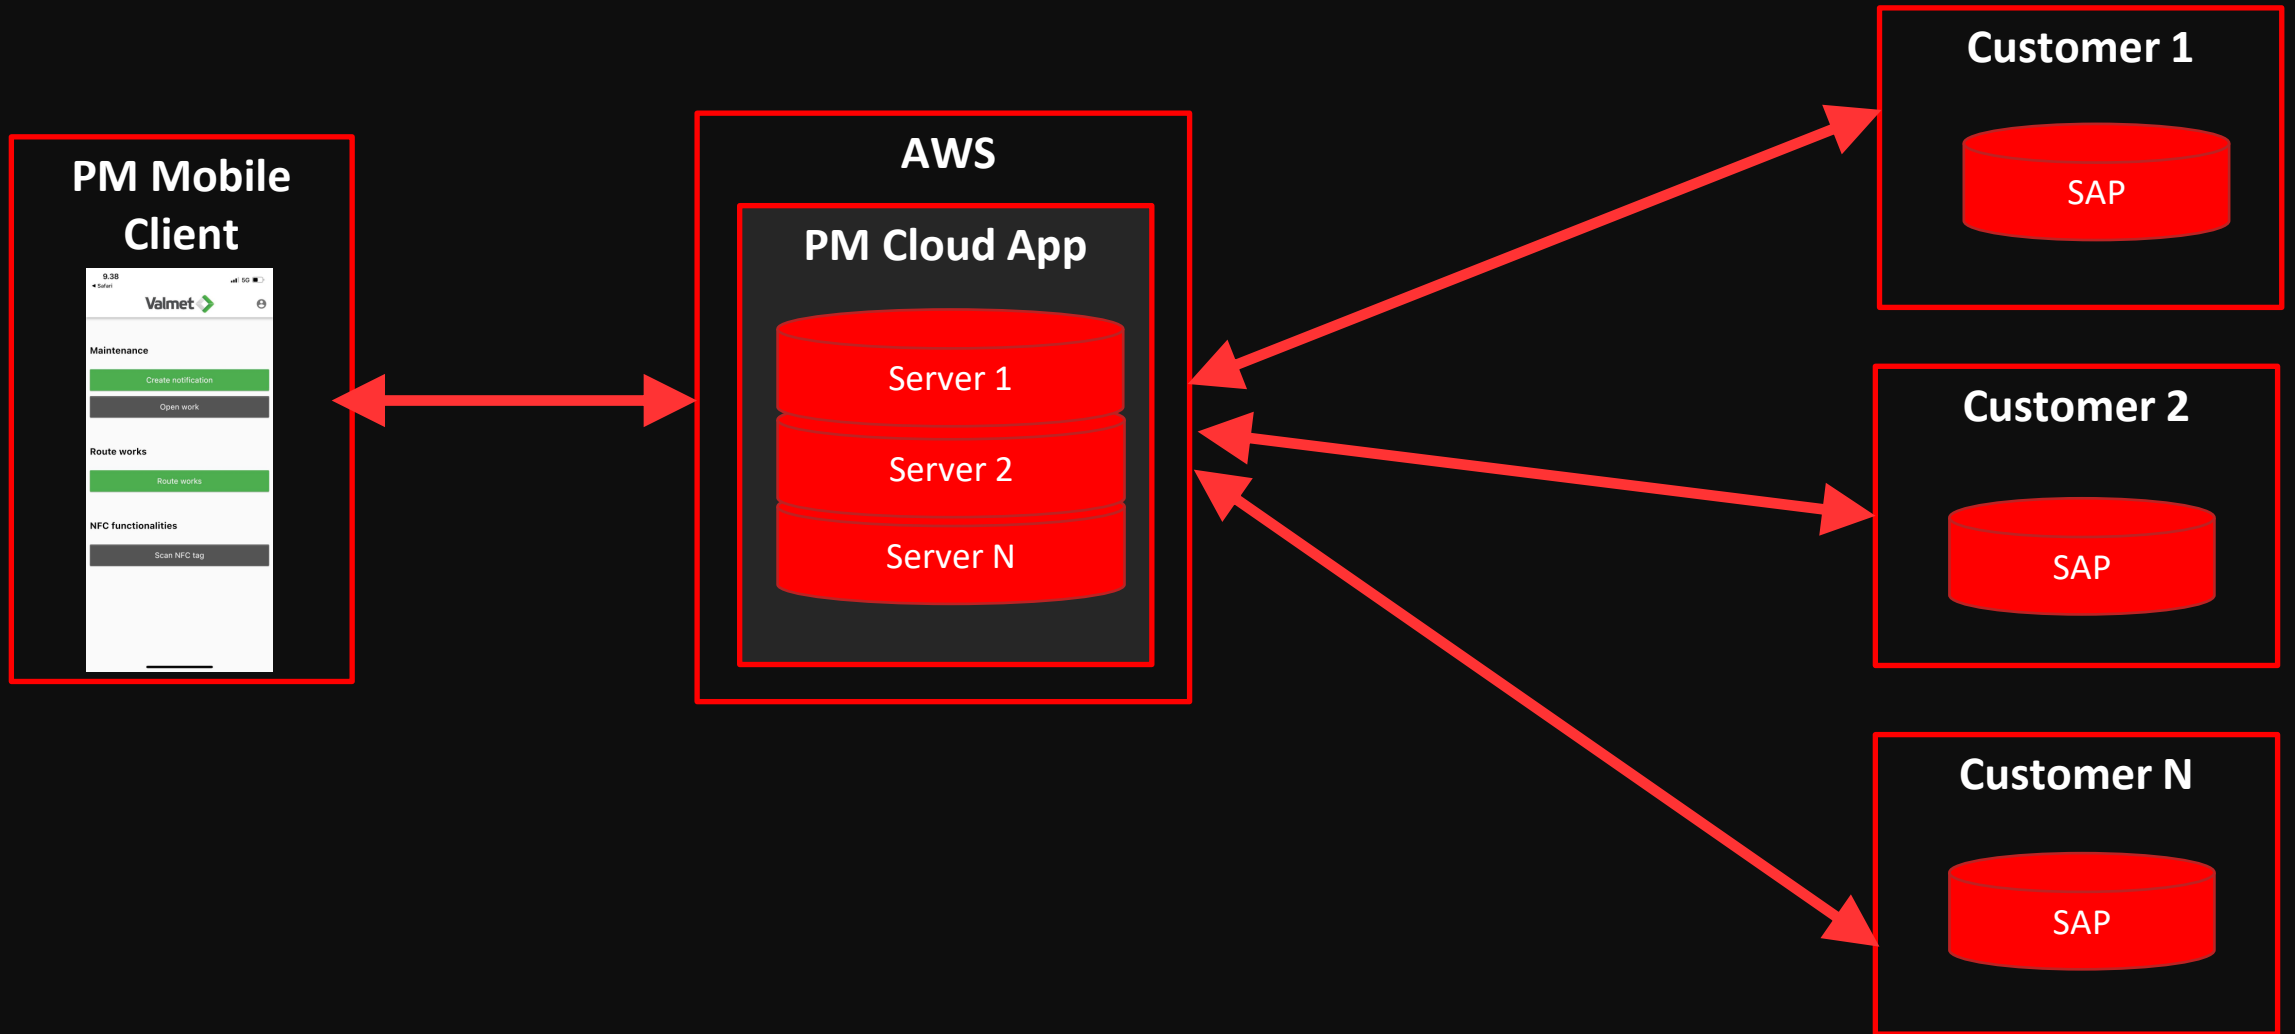 PM Mobile
Client
9.38
Safari
5G
Valmet
Maintenance
Create notification
Open work
Route works
Route works
NFC functionalities
Scan NFC tag
AWS
PM Cloud App
Server 1
Server 2
Server N
Customer 1
SAP
Customer 2
SAP
Customer N
SAP